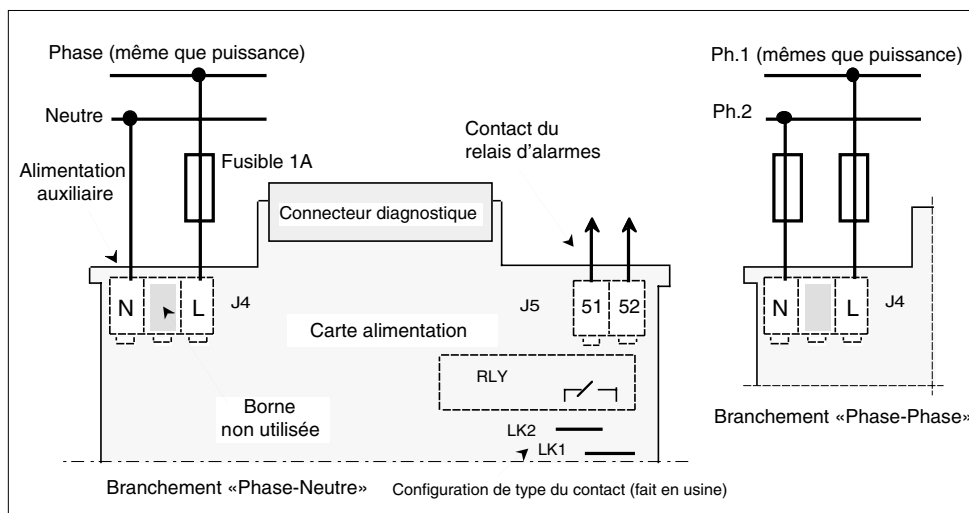 Phase (même que puissance)
Neutre
Fusible 1A
Alimentation
auxiliaire
Connecteur diagnostique
Contact du
relais d'alarmes
N
L
J4
J5
51
52
Carte alimentation
RLY
Borne
non utilisée
LK2
LK1
Branchement «Phase-Neutre»
Configuration de type du contact (fait en usine)
Ph.1 (mêmes que puissance)
Ph.2
N
L
J4
Branchement «Phase-Phase»